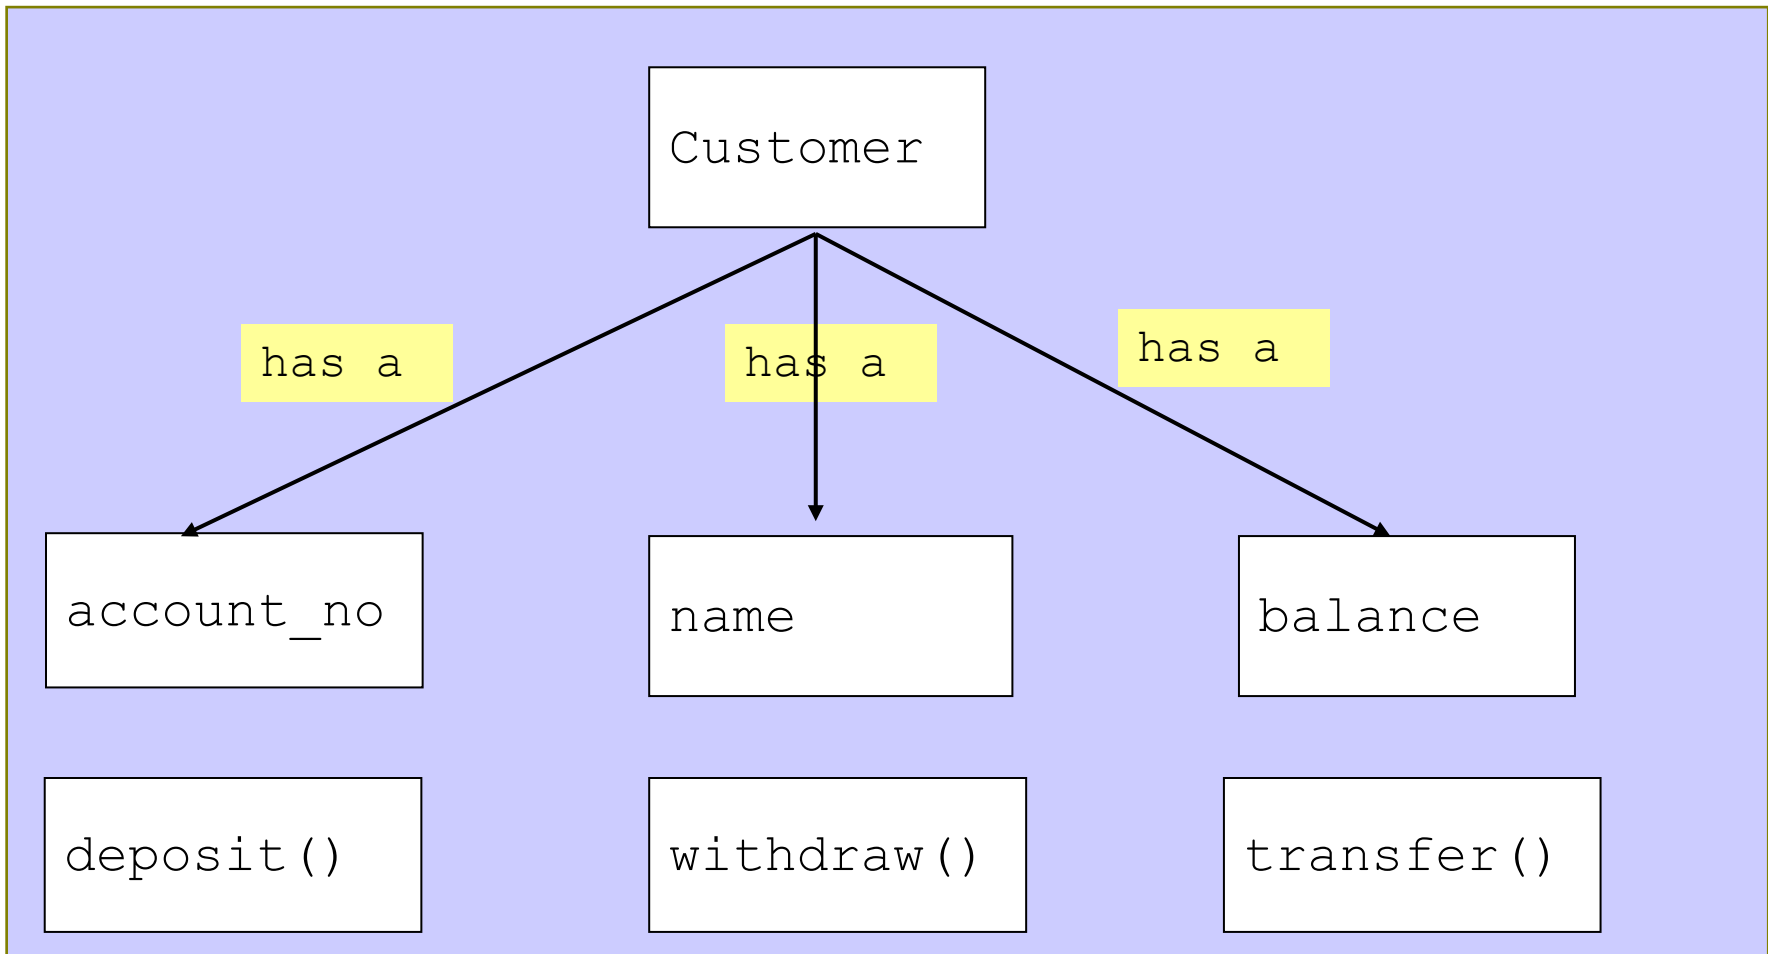 Customer
has a
has a
has a
account_no
name
balance
deposit()
withdraw()
transfer()